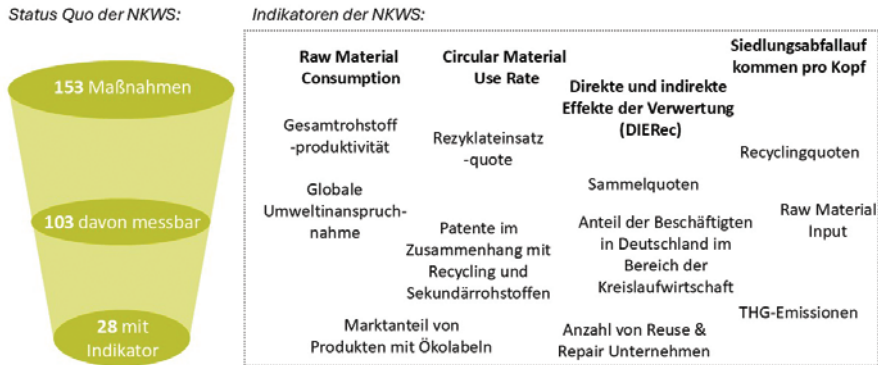 Status Quo der NKWS:
153 Maßnahmen
103 davon messbar
28 mit
Indikator
Indikatoren der NKWS:
Raw Material
Consumption
Circular Material
Use Rate
Direkte und indirekte
Effekte der Verwertung
(DIERec)
Siedlungsabfallauf
kommen pro Kopf
Gesamtrohstoff
-produktivität
Rezyklateinsatz
-quote
Recyclingquoten
Sammelquoten
Globale
Umweltinanspruch-
nahme
Patente im
Zusammenhang mit
Recycling und
Sekundärrohstoffen
Anteil der Beschäftigten
in Deutschland im
Bereich der
Kreislaufwirtschaft
Raw Material
Input
THG-Emissionen
Marktanteil von
Produkten mit Ökolabeln
Anzahl von Reuse &
Repair Unternehmen